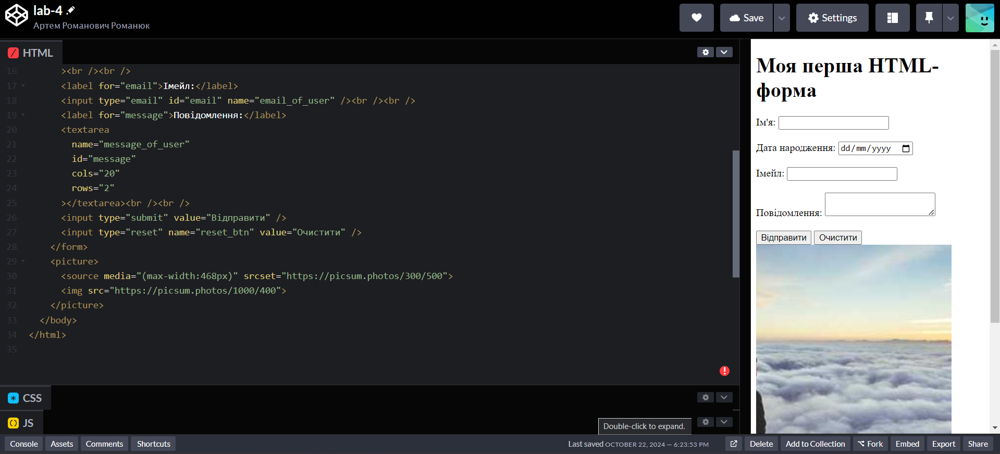 lab-4
Артем Романович Романюк
Save
Settings
HTML
16 ><br /><br />
17 <label for="email">Імейл:</label>
18 <input type="email" id="email" name="email_of_user" /><br /><br />
19 <label for="message">Повідомлення:</label>
20 <textarea
21 name="message_of_user"
22 id="message"
23 cols="20"
24 rows="2"
25 ></textarea><br /><br />
26 <input type="submit" value="Відправити" />
27 <input type="reset" name="reset_btn" value="Очистити" />
28 </form>
29 <picture>
30 <source media="(max-width:468px)" srcset="https://picsum.photos/300/500">
31 <img src="https://picsum.photos/1000/400">
32 </picture>
33 </body>
34 </html>
35
CSS
JS
Double-click to expand.
Моя перша HTML-
форма
Ім'я:
Дата народження: dd/mm/yyyy
Імейл:
Повідомлення:
Відправити Очистити
Console Assets Comments Shortcuts
Last saved OCTOBER 22, 2024 — 6:23:53 PM
Delete Add to Collection Fork Embed Export Share